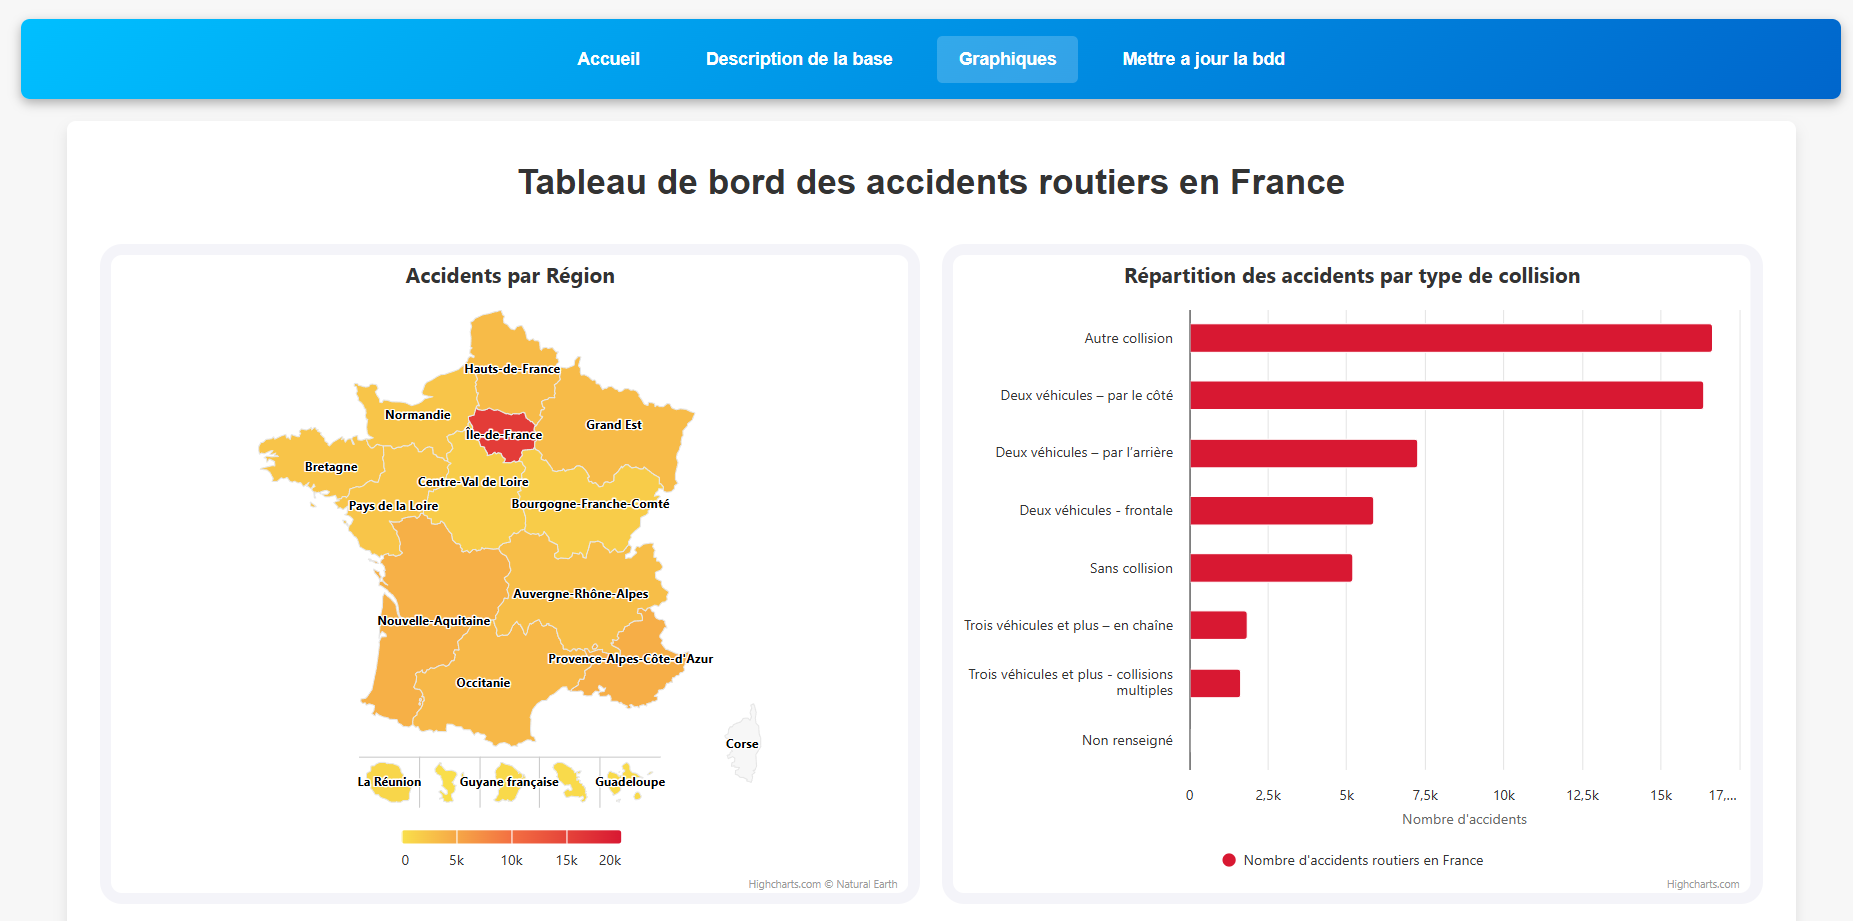 Accueil
Description de la base
Graphiques
Mettre a jour la bdd
Tableau de bord des accidents routiers en France
Accidents par Région
Hauts-de-France
Normandie
Île-de-France
Grand Est
Bretagne
Centre-Val de Loire
Pays de la Loire
Bourgogne-Franche-Comté
Auvergne-Rhône-Alpes
Nouvelle-Aquitaine
Provence-Alpes-Côte-d'Azur
Occitanie
Corse
La Réunion
Guyane française
Guadeloupe
0 5k 10k 15k 20k
Highcharts.com © Natural Earth
Répartition des accidents par type de collision
Autre collision
Deux véhicules – par le côté
Deux véhicules – par l’arrière
Deux véhicules - frontale
Sans collision
Trois véhicules et plus – en chaîne
Trois véhicules et plus - collisions
multiples
Non renseigné
0 2,5k 5k 7,5k 10k 12,5k 15k 17,...
Nombre d'accidents
Nombre d'accidents routiers en France
Highcharts.com